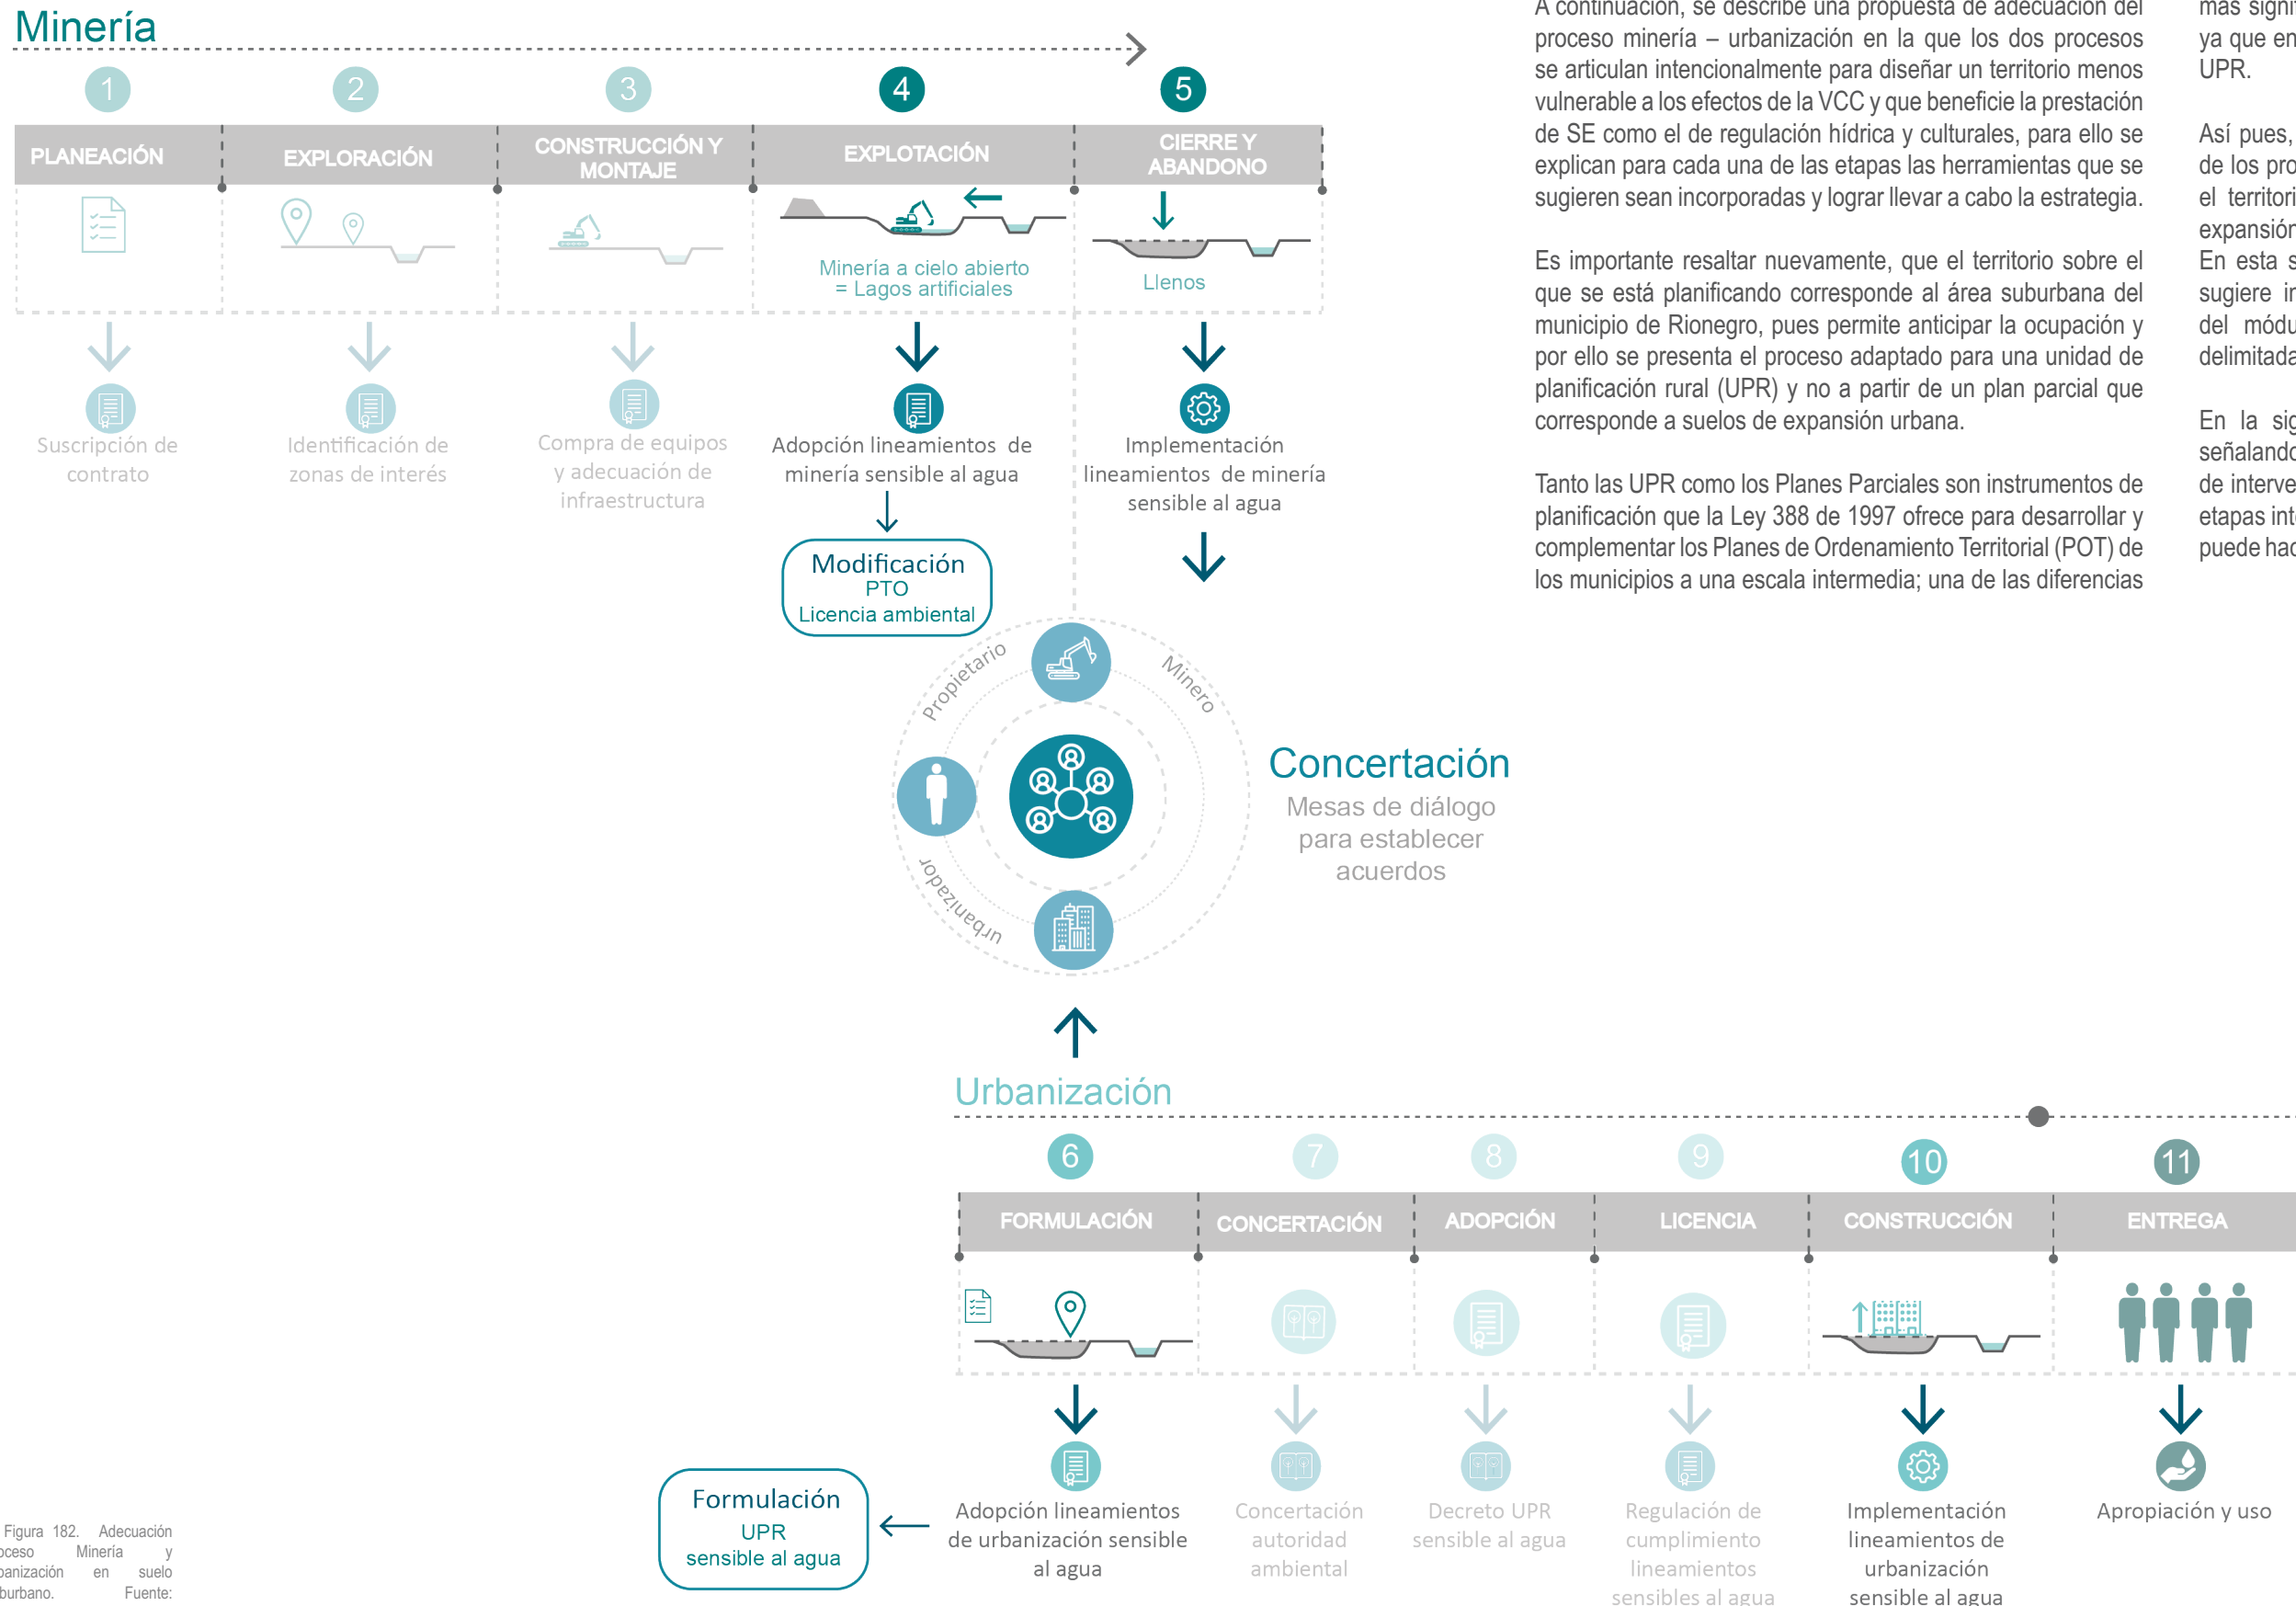 Minería
1
2
3
4
5
PLANEACIÓN
EXPLORACIÓN
CONSTRUCCIÓN Y
MONTAJE
EXPLOTACIÓN
CIERRE Y
ABANDONO
Minería a cielo abierto
= Lagos artificiales
Llenos
Suscripción de
contrato
Identificación de
zonas de interés
Compra de equipos
y adecuación de
infraestructura
Adopción lineamientos de
minería sensible al agua
Implementación
lineamientos de minería
sensible al agua
Modificación
PTO
Licencia ambiental
Propietario
Minero
urbanizador
Concertación
Mesas de diálogo
para establecer
acuerdos
A continuación, se describe una propuesta de adecuación del
proceso minería – urbanización en la que los dos procesos
se articulan intencionalmente para diseñar un territorio menos
vulnerable a los efectos de la VCC y que beneficie la prestación
de SE como el de regulación hídrica y culturales, para ello se
explican para cada una de las etapas las herramientas que se
sugieren sean incorporadas y lograr llevar a cabo la estrategia.
Es importante resaltar nuevamente, que el territorio sobre el
que se está planificando corresponde al área suburbana del
municipio de Rionegro, pues permite anticipar la ocupación y
por ello se presenta el proceso adaptado para una unidad de
planificación rural (UPR) y no a partir de un plan parcial que
corresponde a suelos de expansión urbana.
Tanto las UPR como los Planes Parciales son instrumentos de
planificación que la Ley 388 de 1997 ofrece para desarrollar y
complementar los Planes de Ordenamiento Territorial (POT) de
los municipios a una escala intermedia; una de las diferencias
más
ya que en
UPR.
Así pues,
de los
el
En esta
sugiere
del
En la
señalando
de
etapas
puede
Urbanización
6
7
8
9
10
11
FORMULACIÓN
CONCERTACIÓN
ADOPCIÓN
LICENCIA
CONSTRUCCIÓN
ENTREGA
Formulación
UPR
sensible al agua
Adopción lineamientos
de urbanización sensible
al agua
Concertación
autoridad
ambiental
Decreto UPR
sensible al agua
Regulación de
cumplimiento
lineamientos
sensibles al agua
Implementación
lineamientos de
urbanización
sensible al agua
Apropiación y uso
Figura 182. Adecuación
Minería y
en suelo
Fuente: